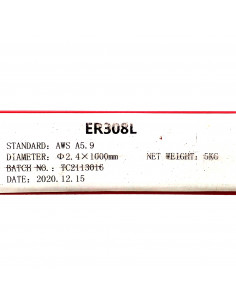 ER308L
STANDARD: AWS A5.9
DIAMETER: Φ2.4×1000mm NET WEIGHT: 5KG
BATCH NO.: TC2113016
DATE: 2020.12.15